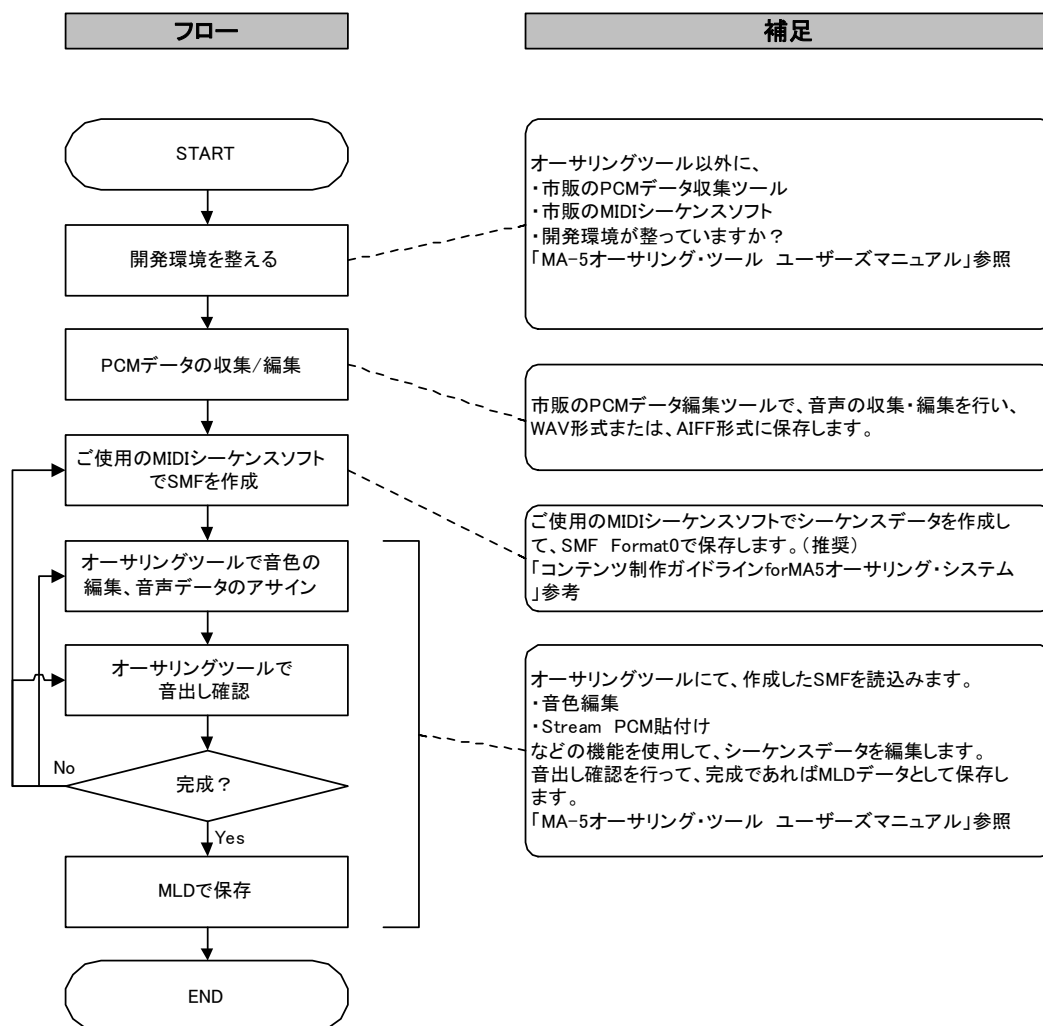 フロー
START
開発環境を整える
PCMデータの収集/編集
ご使用のMIDIシーケンスソフト
でSMFを作成
オーサリングツールで音色の
編集、音声データのアサイン
オーサリングツールで
音出し確認
No
完成？
Yes
MLDで保存
END
補足
オーサリングツール以外に、
・市販のPCMデータ収集ツール
・市販のMIDIシーケンスソフト
・開発環境が整っていますか？
「MA-5オーサリング・ツール　ユーザーズマニュアル」参照
市販のPCMデータ編集ツールで、音声の収集・編集を行い、
WAV形式または、AIFF形式に保存します。
ご使用のMIDIシーケンスソフトでシーケンスデータを作成し
て、SMF　Format0で保存します。（推奨）
「コンテンツ制作ガイドラインforMA5オーサリング・システム
」参考
オーサリングツールにて、作成したSMFを読込みます。
・音色編集
・Stream　PCM貼付け
などの機能を使用して、シーケンスデータを編集します。
音出し確認を行って、完成であればMLDデータとして保存し
ます。
「MA-5オーサリング・ツール　ユーザーズマニュアル」参照